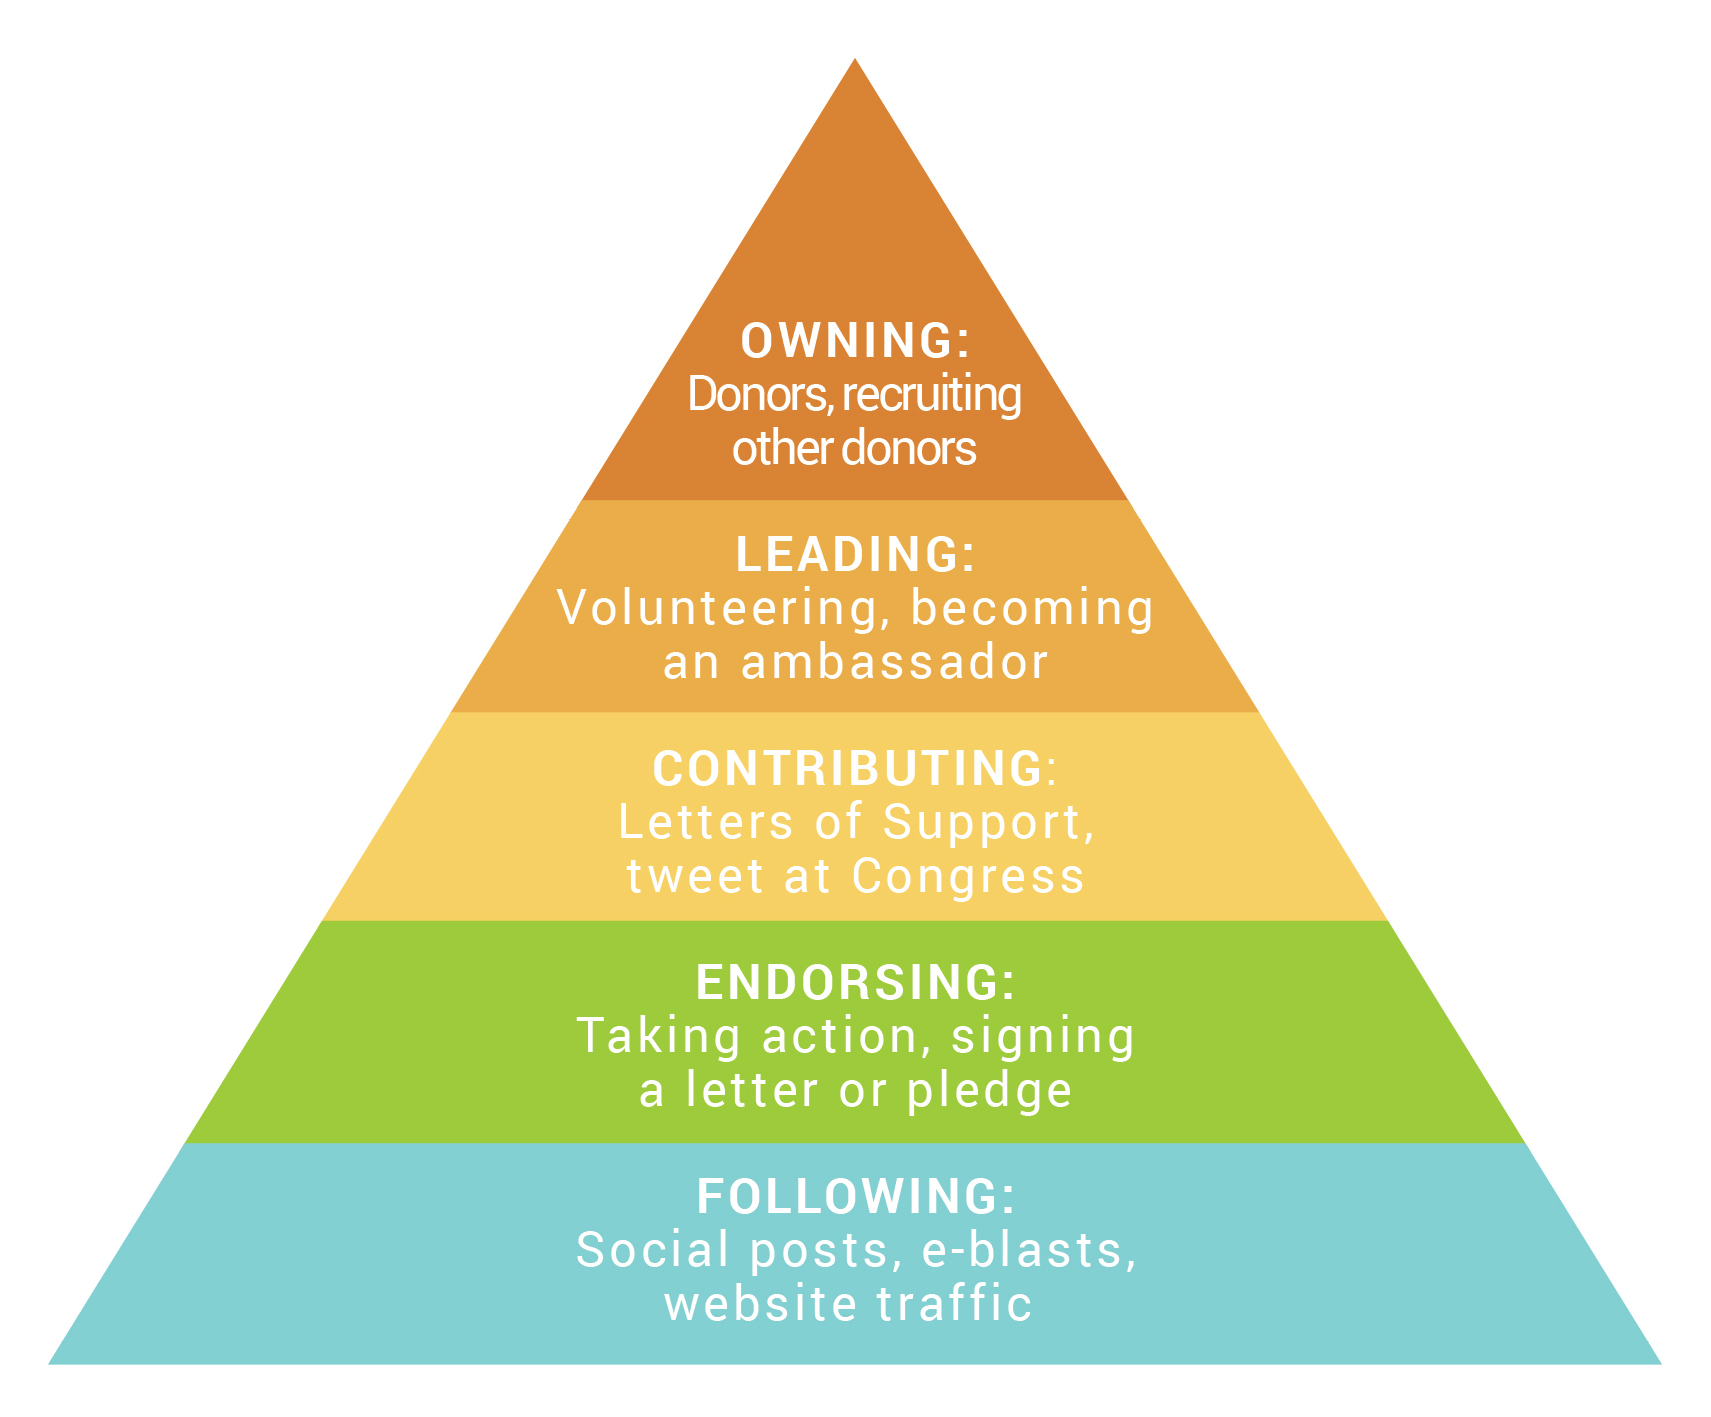 OWNING:
Donors, recruiting
other donors
LEADING:
Volunteering, becoming
an ambassador
CONTRIBUTING:
Letters of Support,
tweet at Congress
ENDORSING:
Taking action, signing
a letter or pledge
FOLLOWING:
Social posts, e-blasts,
website traffic